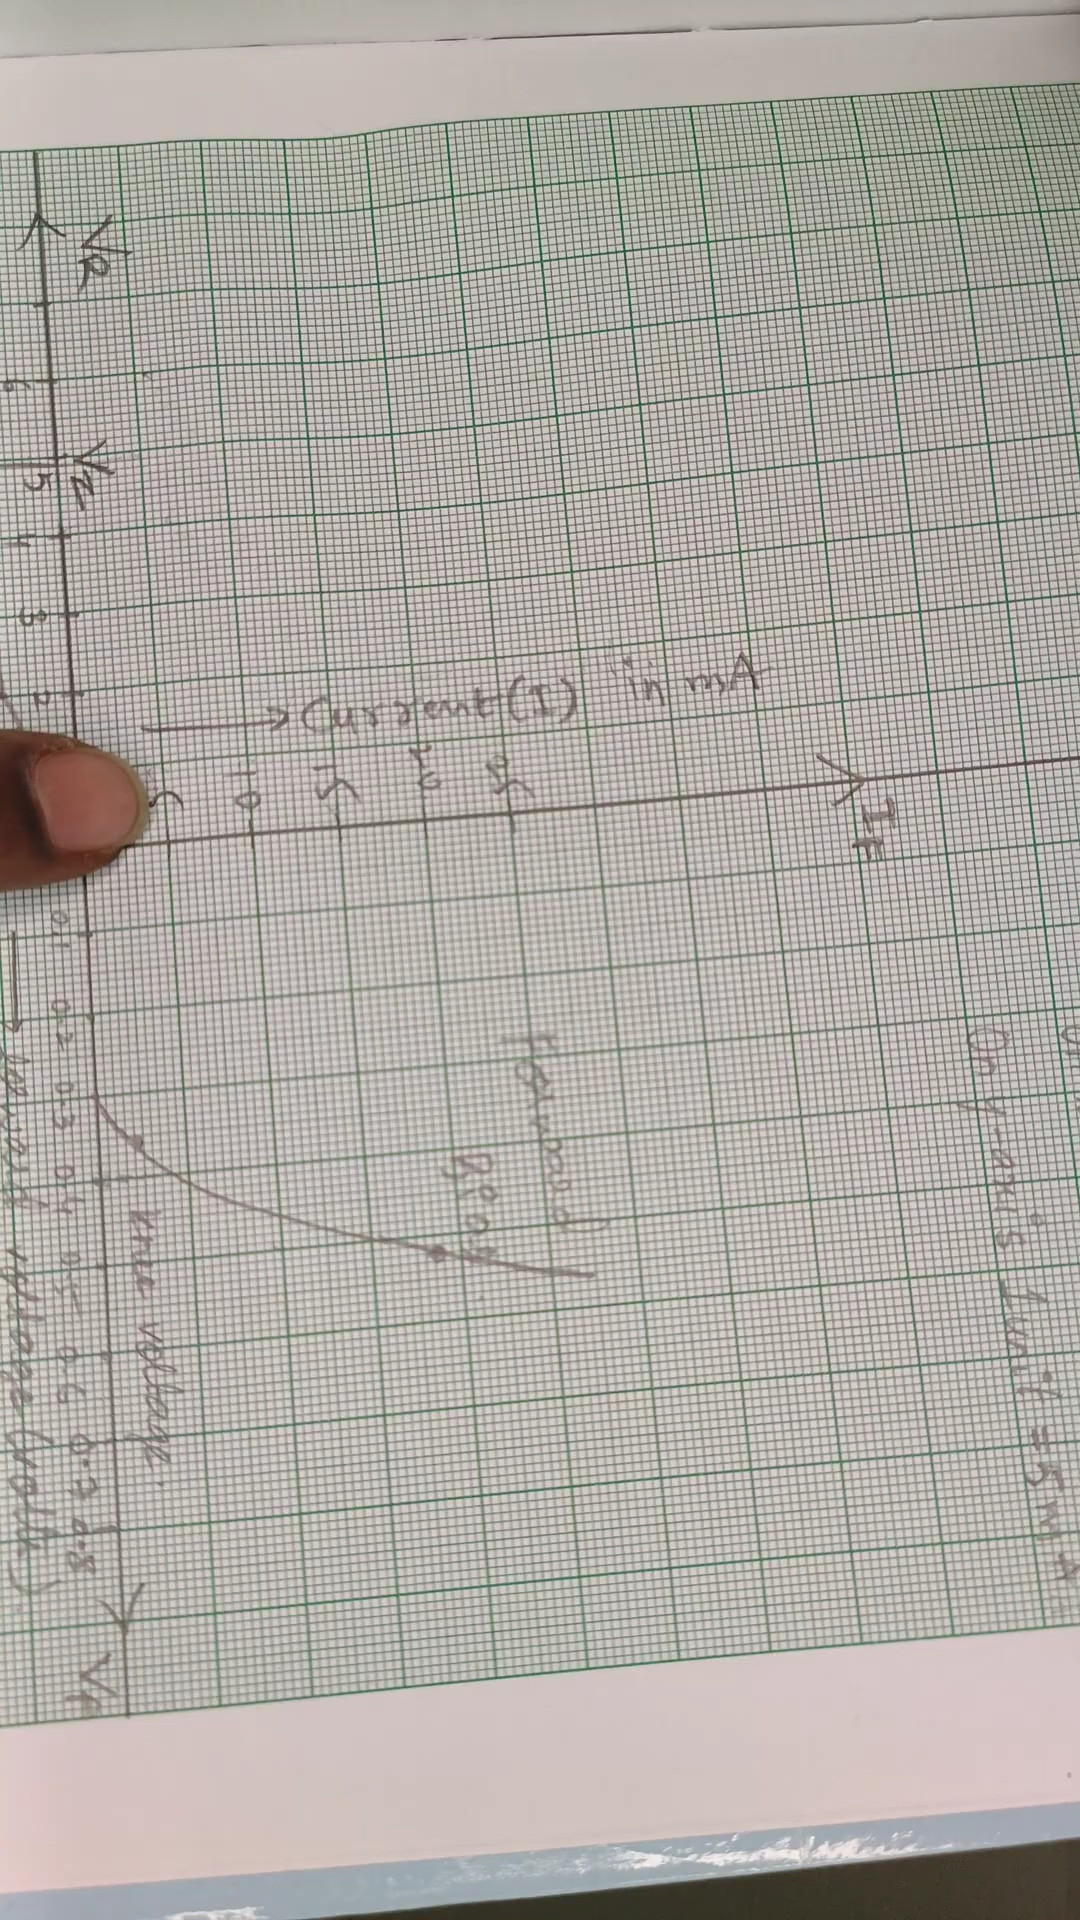 On y-axis 1 unit = 5 mA
IF
Current (I) in mA
25
20
15
10
5
Forward
Bias
knee voltage.
VR
VZ
VF
6 5 4 3 2
0.1 0.2 0.3 0.4 0.5 0.6 0.7 0.8
voltage (volt)